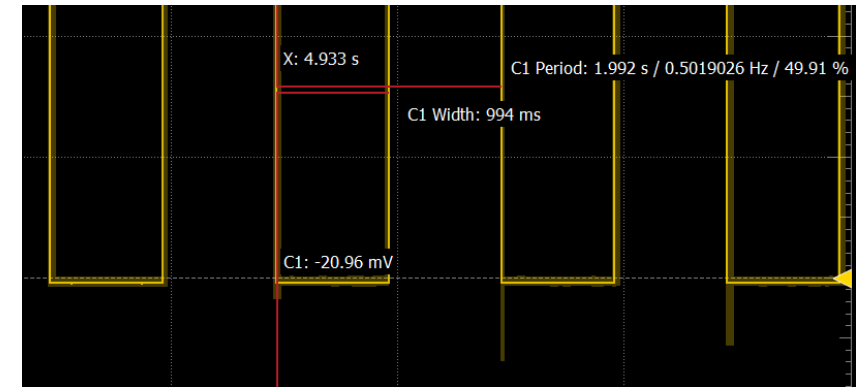 X: 4.933 s
C1 Period: 1.992 s / 0.5019026 Hz / 49.91 %
C1 Width: 994 ms
C1: -20.96 mV